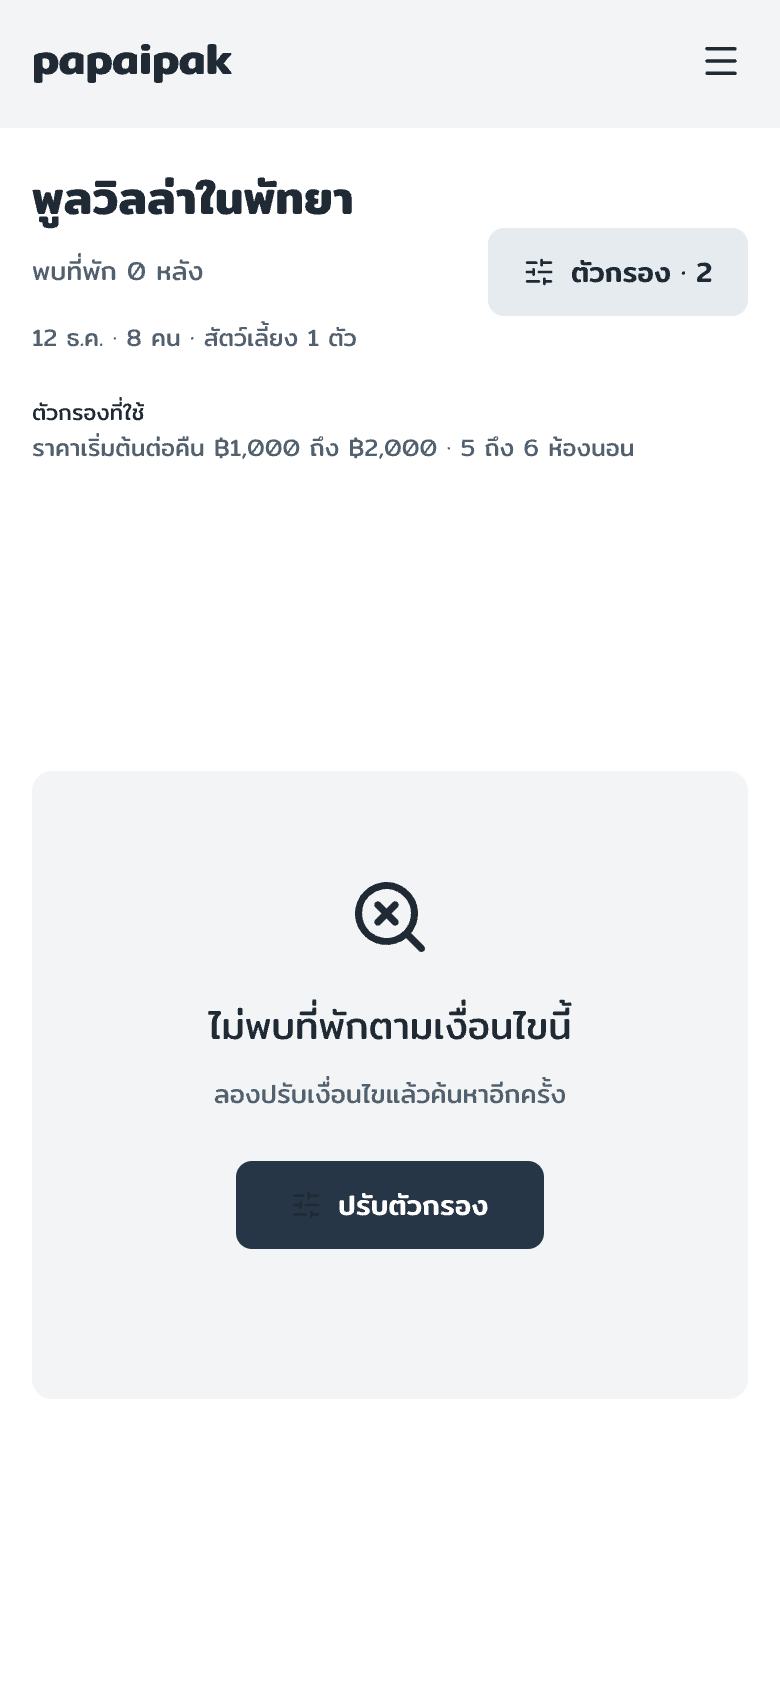 papaipak
พูลวิลล่าในพัทยา
พบที่พัก 0 หลัง
ตัวกรอง · 2
12 ธ.ค. · 8 คน · สัตว์เลี้ยง 1 ตัว
ตัวกรองที่ใช้
ราคาเริ่มต้นต่อคืน ฿1,000 ถึง ฿2,000 · 5 ถึง 6 ห้องนอน
ไม่พบที่พักตามเงื่อนไขนี้
ลองปรับเงื่อนไขแล้วค้นหาอีกครั้ง
ปรับตัวกรอง